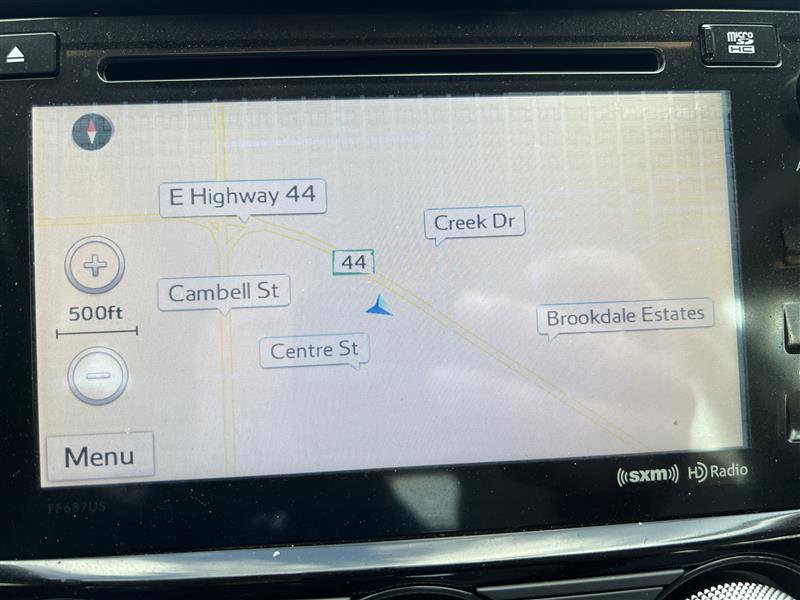 micro
SD
HC
E Highway 44
Creek Dr
44
Cambell St
500ft
Brookdale Estates
Centre St
Menu
sxm
HD Radio
FF687US